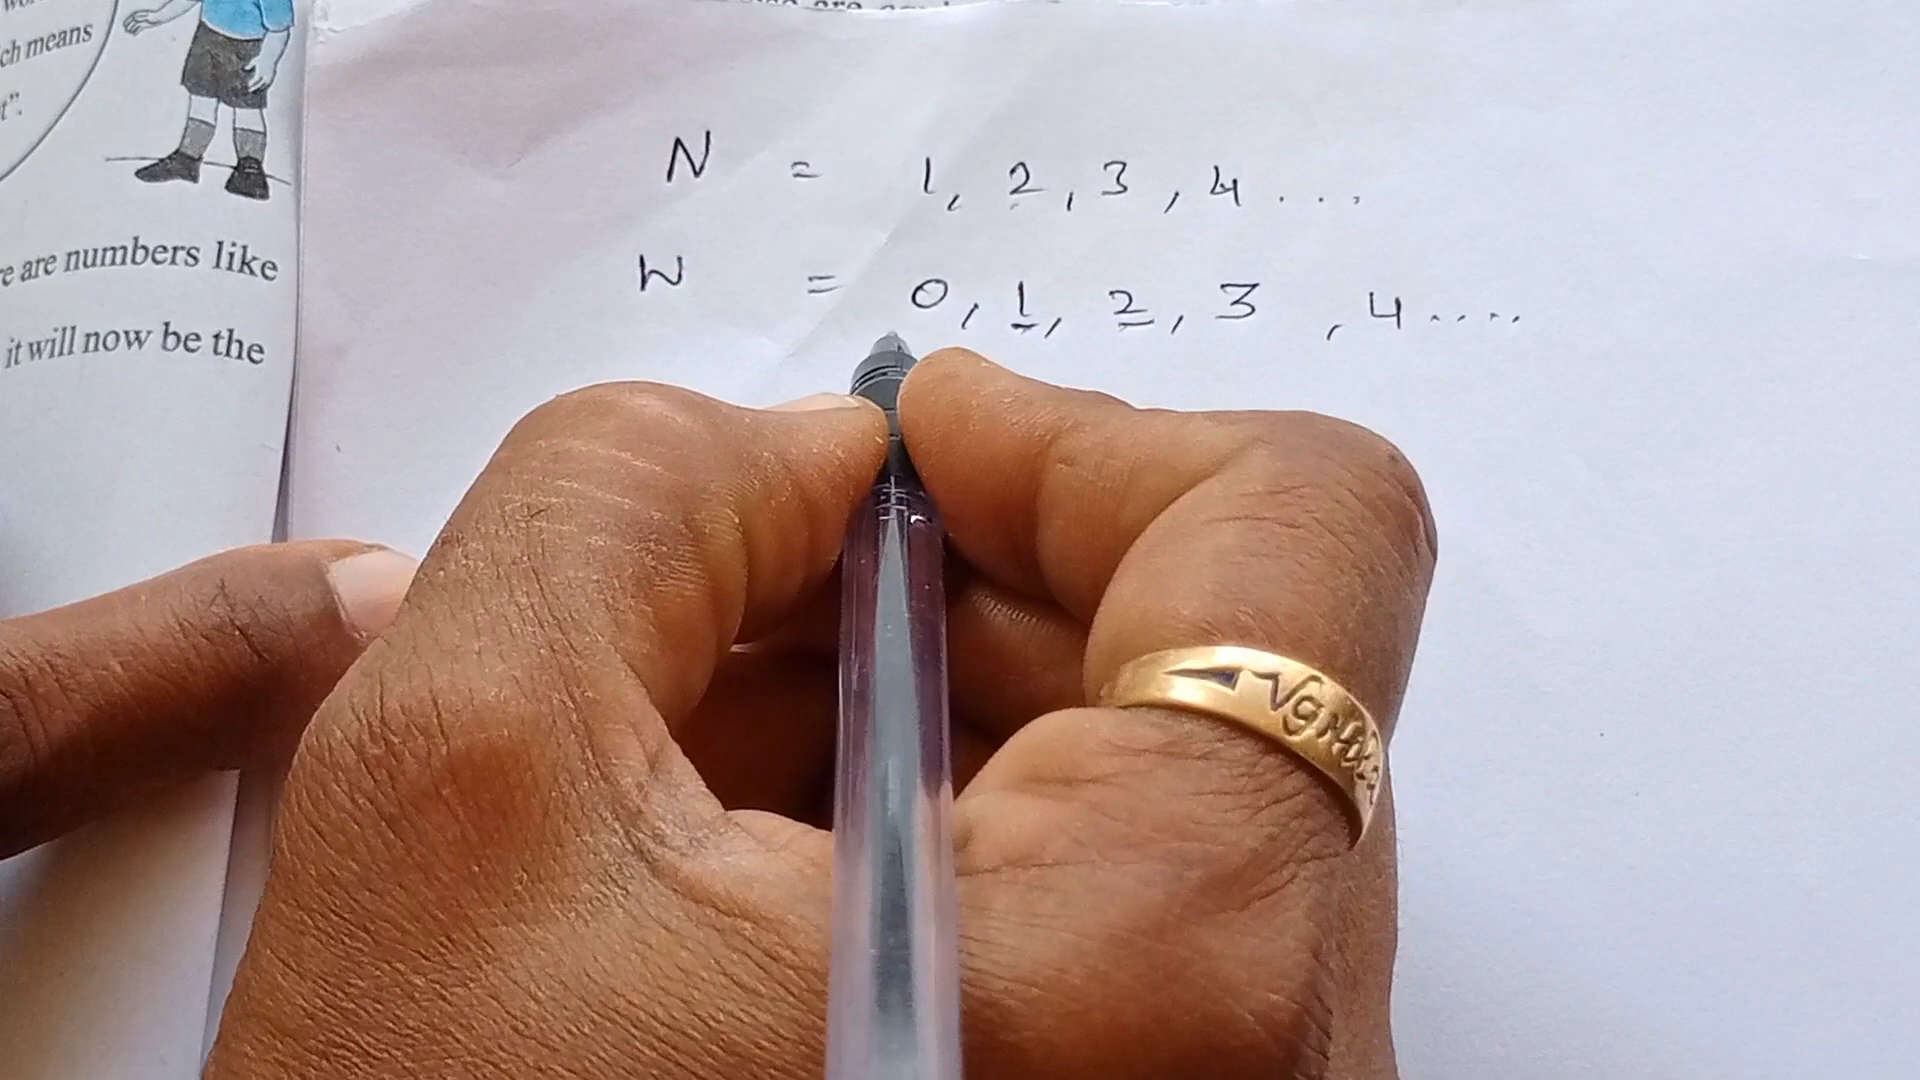 ch means
t".
e are numbers like
it will now be the
N = 1, 2, 3, 4 ...
W = 0, 1, 2, 3, 4 ....